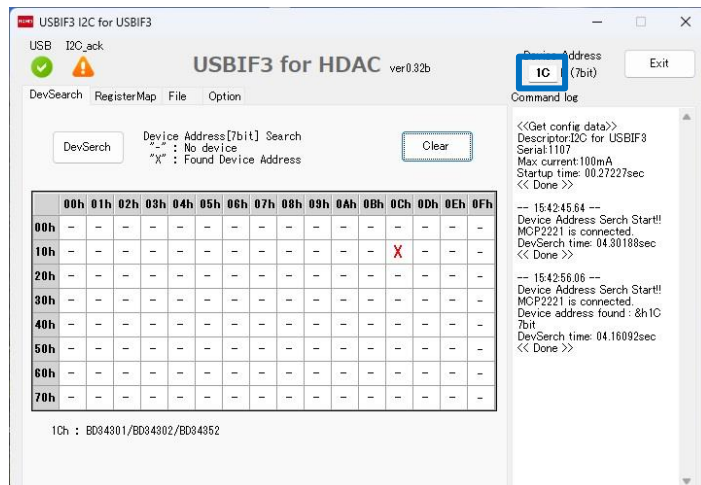 USBIF3 I2C for USBIF3
USB I2C_ack
USBIF3 for HDAC ver0.32b
Device Address
1C (7bit)
Exit
DevSearch RegisterMap File Option
Command log
DevSerch
Device Address[7bit] Search
"-" : No device
"X" : Found Device Address
Clear
00h 01h 02h 03h 04h 05h 06h 07h 08h 09h 0Ah 0Bh 0Ch 0Dh 0Eh 0Fh
00h - - - - - - - - - - - - - - - -
10h - - - - - - - - - - - - X - - -
20h - - - - - - - - - - - - - - - -
30h - - - - - - - - - - - - - - - -
40h - - - - - - - - - - - - - - - -
50h - - - - - - - - - - - - - - - -
60h - - - - - - - - - - - - - - - -
70h - - - - - - - - - - - - - - - -
1Ch : BD34301/BD34302/BD34352
<<Get config data>>
Descriptor:I2C for USBIF3
Serial:1107
Max current:100mA
Startup time: 00.27227sec
<< Done >>
-- 15:42:45.64 --
Device Address Serch Start!!
MCP2221 is connected.
DevSerch time: 04.30188sec
<< Done >>
-- 15:42:56.06 --
Device Address Serch Start!!
MCP2221 is connected.
Device address found : &h1C
7bit
DevSerch time: 04.16092sec
<< Done >>